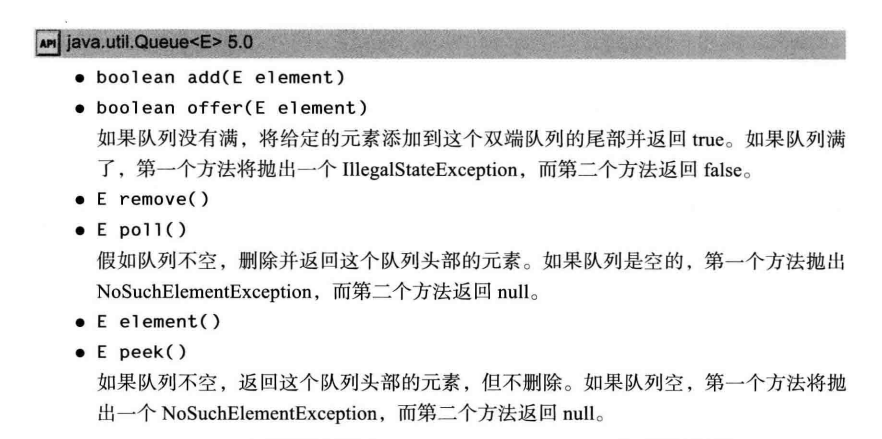 API java.util.Queue<E> 5.0
● boolean add(E element)
● boolean offer(E element)
如果队列没有满，将给定的元素添加到这个双端队列的尾部并返回 true。如果队列满
了，第一个方法将抛出一个 IllegalStateException，而第二个方法返回 false。
● E remove()
● E poll()
假如队列不空，删除并返回这个队列头部的元素。如果队列是空的，第一个方法抛出
NoSuchElementException，而第二个方法返回 null。
● E element()
● E peek()
如果队列不空，返回这个队列头部的元素，但不删除。如果队列空，第一个方法将抛
出一个 NoSuchElementException，而第二个方法返回 null。